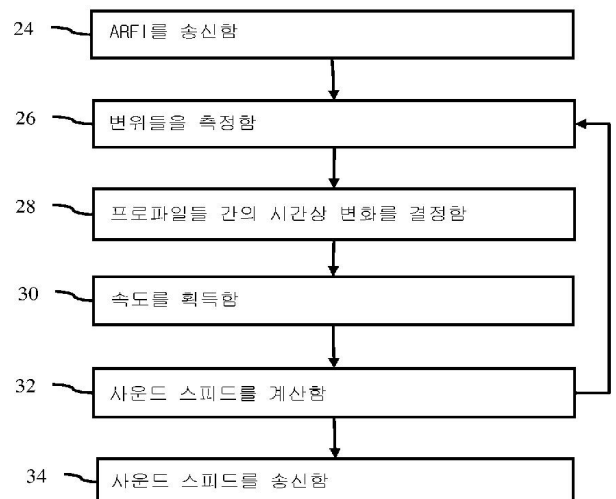 24 ARFI를 송신함
26 변위들을 측정함
28 프로파일들 간의 시간상 변화를 결정함
30 속도를 획득함
32 사운드 스피드를 계산함
34 사운드 스피드를 송신함